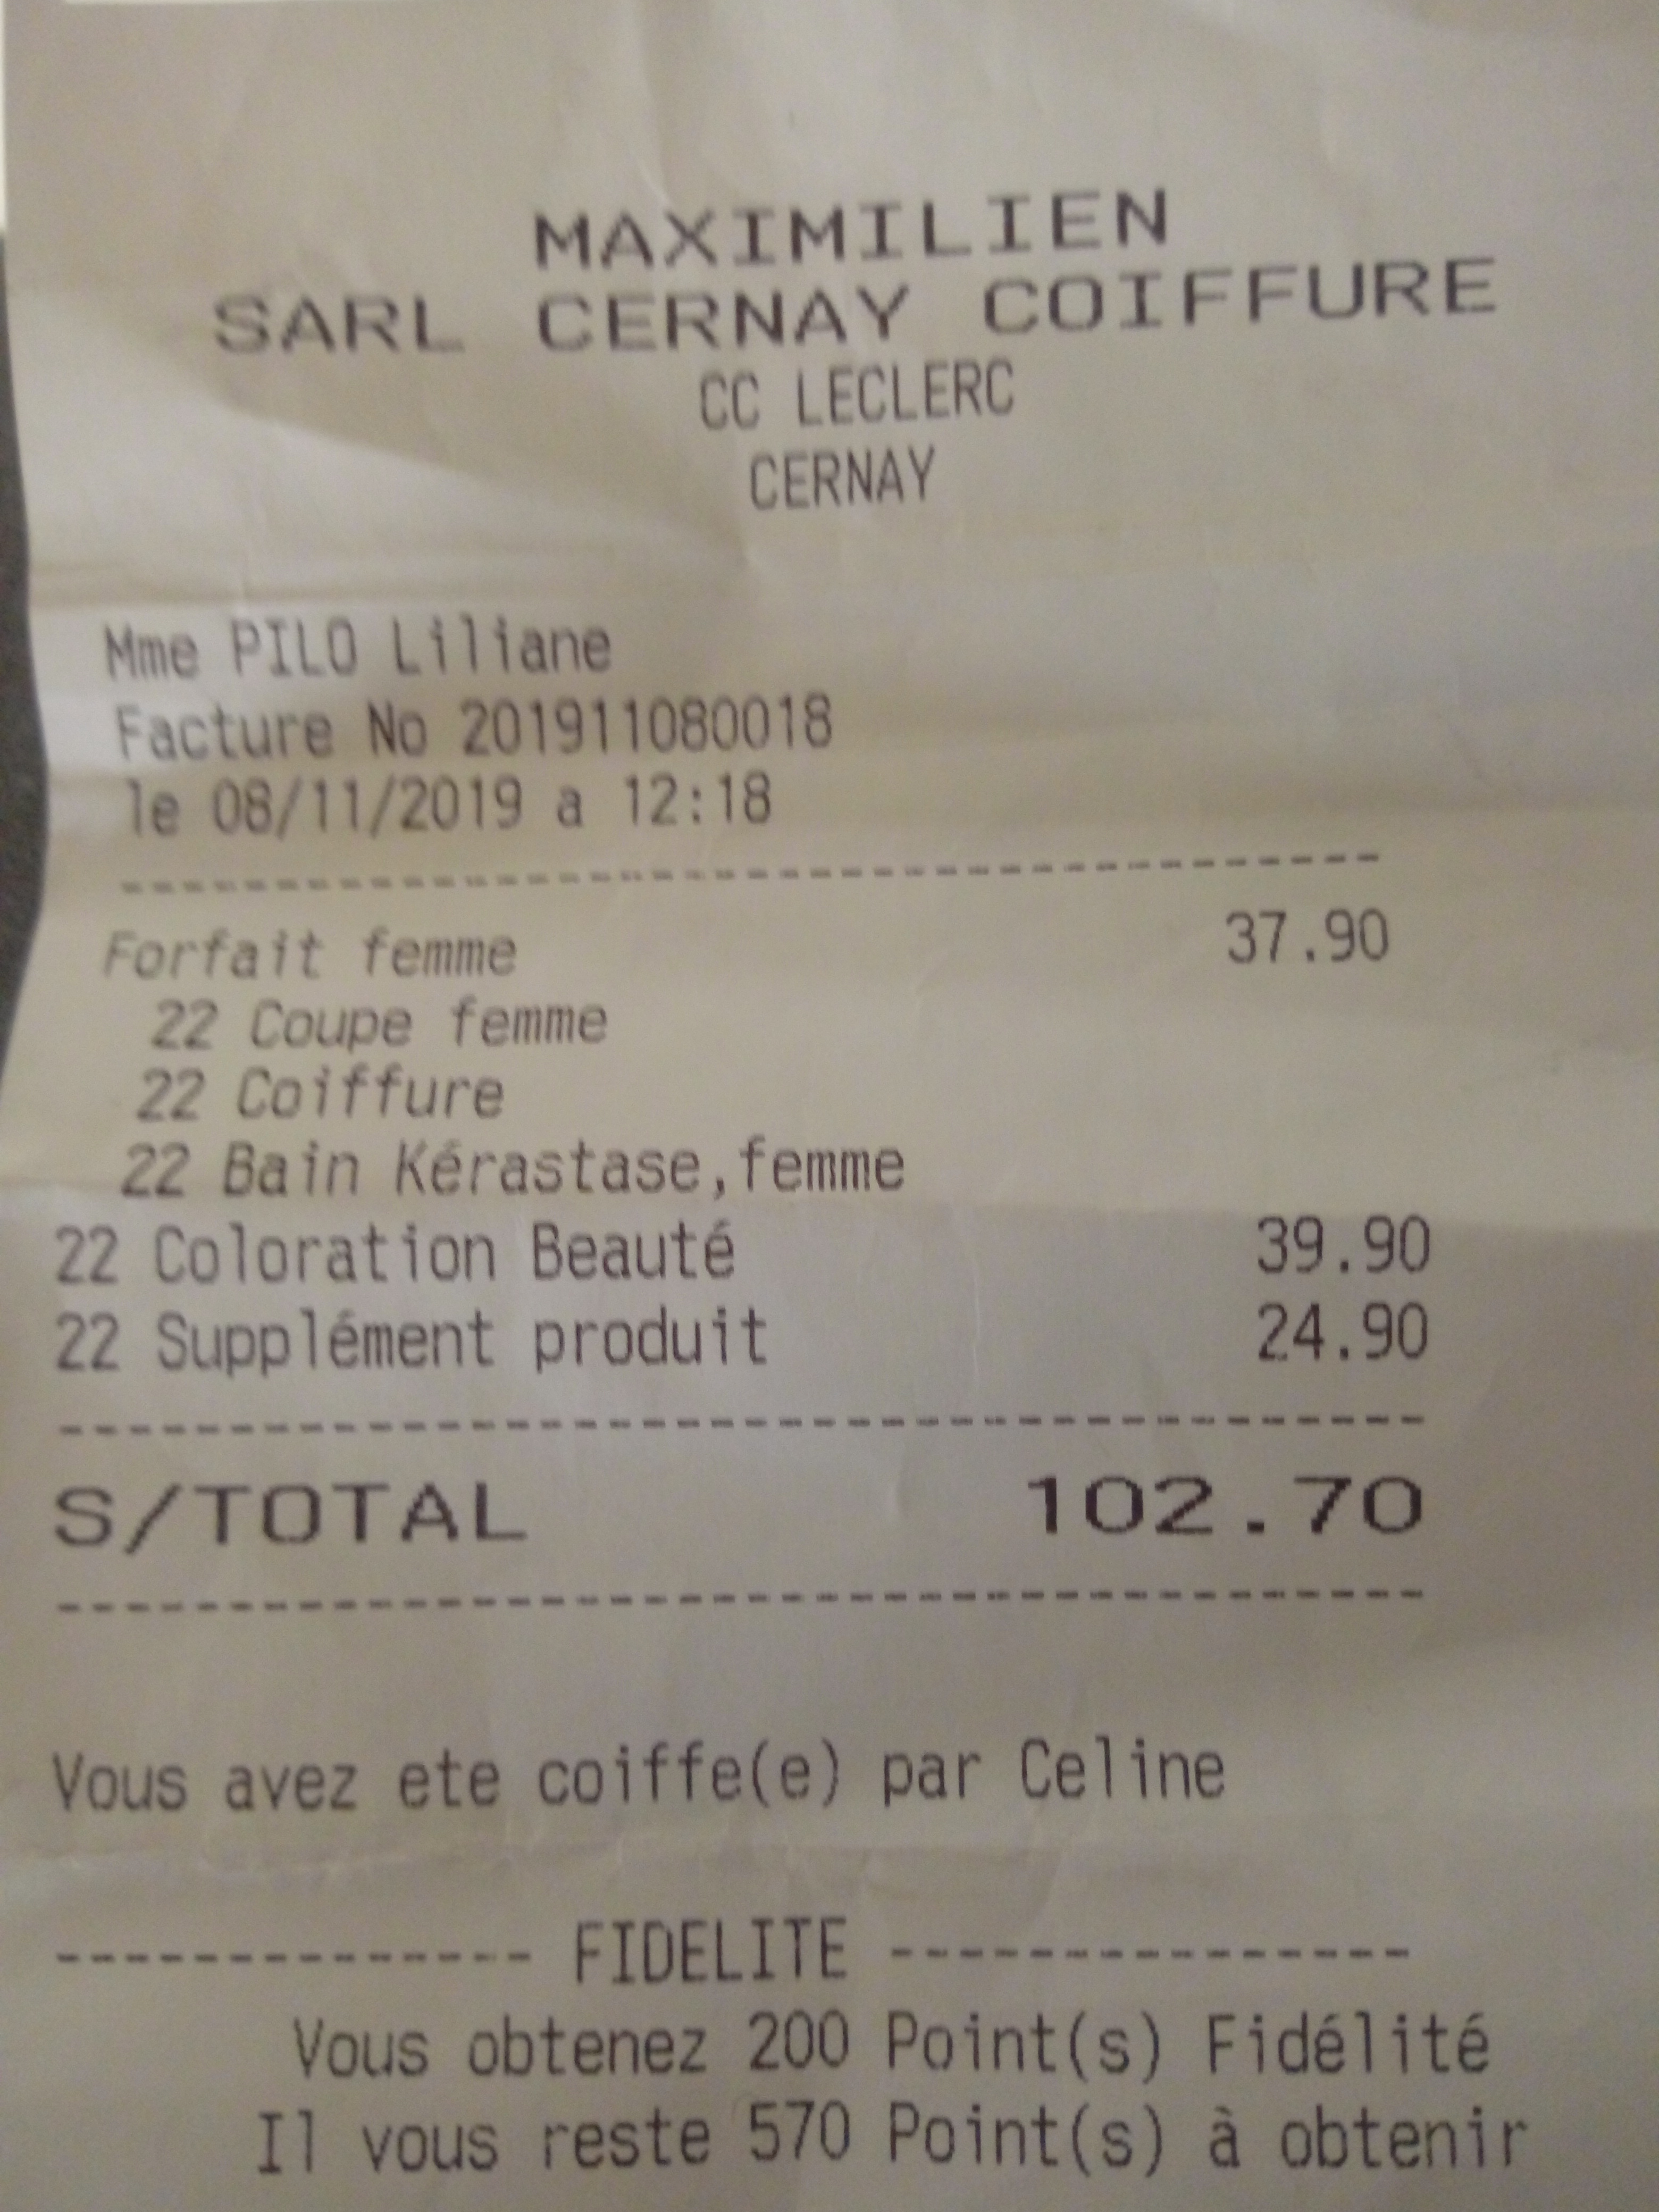 MAXIMILIEN
SARL CERNAY COIFFURE
CC LECLERC
CERNAY
Mme PILO Liliane
Facture No 201911080018
le 08/11/2019 a 12:18
--------------------------------------
Forfait femme 37.90
22 Coupe femme
22 Coiffure
22 Bain Kérastase,femme
22 Coloration Beauté 39.90
22 Supplément produit 24.90
----------------------------------------
S/TOTAL 102.70
----------------------------------------
Vous avez ete coiffe(e) par Celine
-------------- FIDELITE ---------------
Vous obtenez 200 Point(s) Fidélité
Il vous reste 570 Point(s) à obtenir